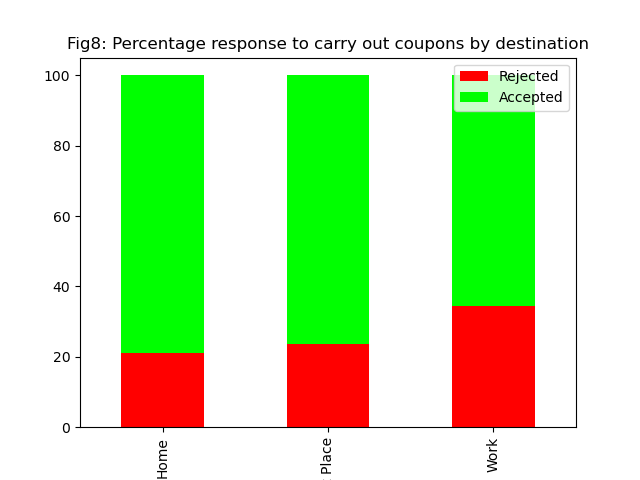 Fig8: Percentage response to carry out coupons by destination
Rejected
Accepted
100
80
60
40
20
0
Home
Place
Work